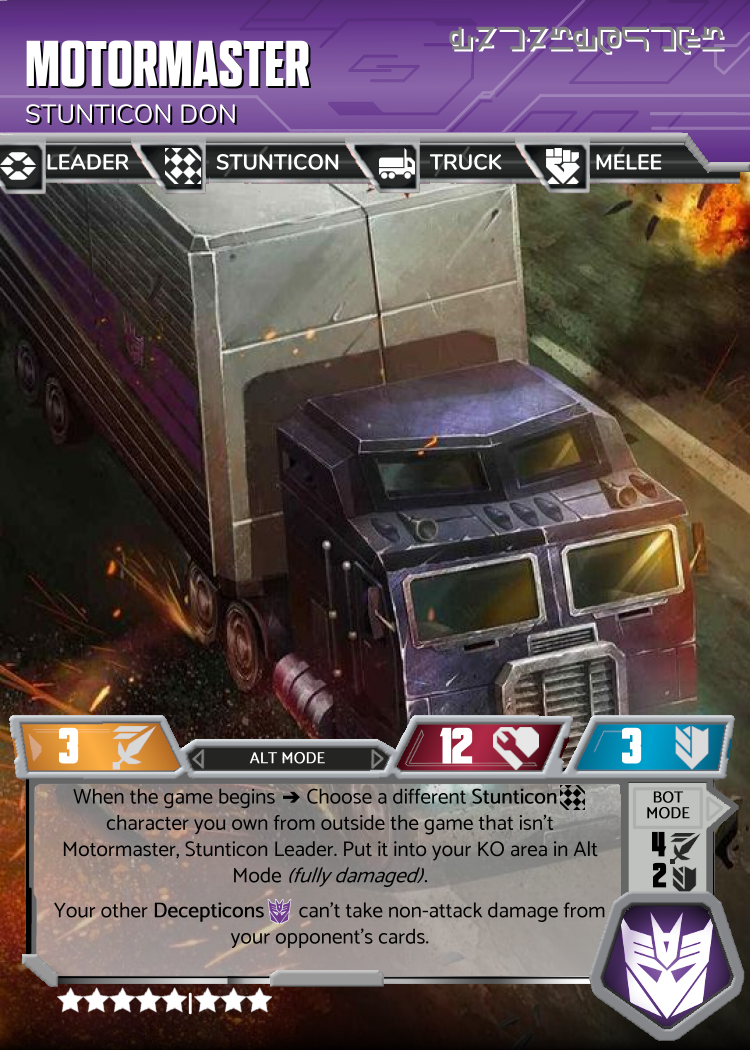 MOTORMASTER
STUNTICON DON
LEADER STUNTICON TRUCK MELEE
3 ALT MODE 12 3
When the game begins ➔ Choose a different Stunticon
character you own from outside the game that isn't
Motormaster, Stunticon Leader. Put it into your KO area in Alt
Mode (fully damaged).
Your other Decepticons can't take non-attack damage from
your opponent's cards.
BOT
MODE
4
2